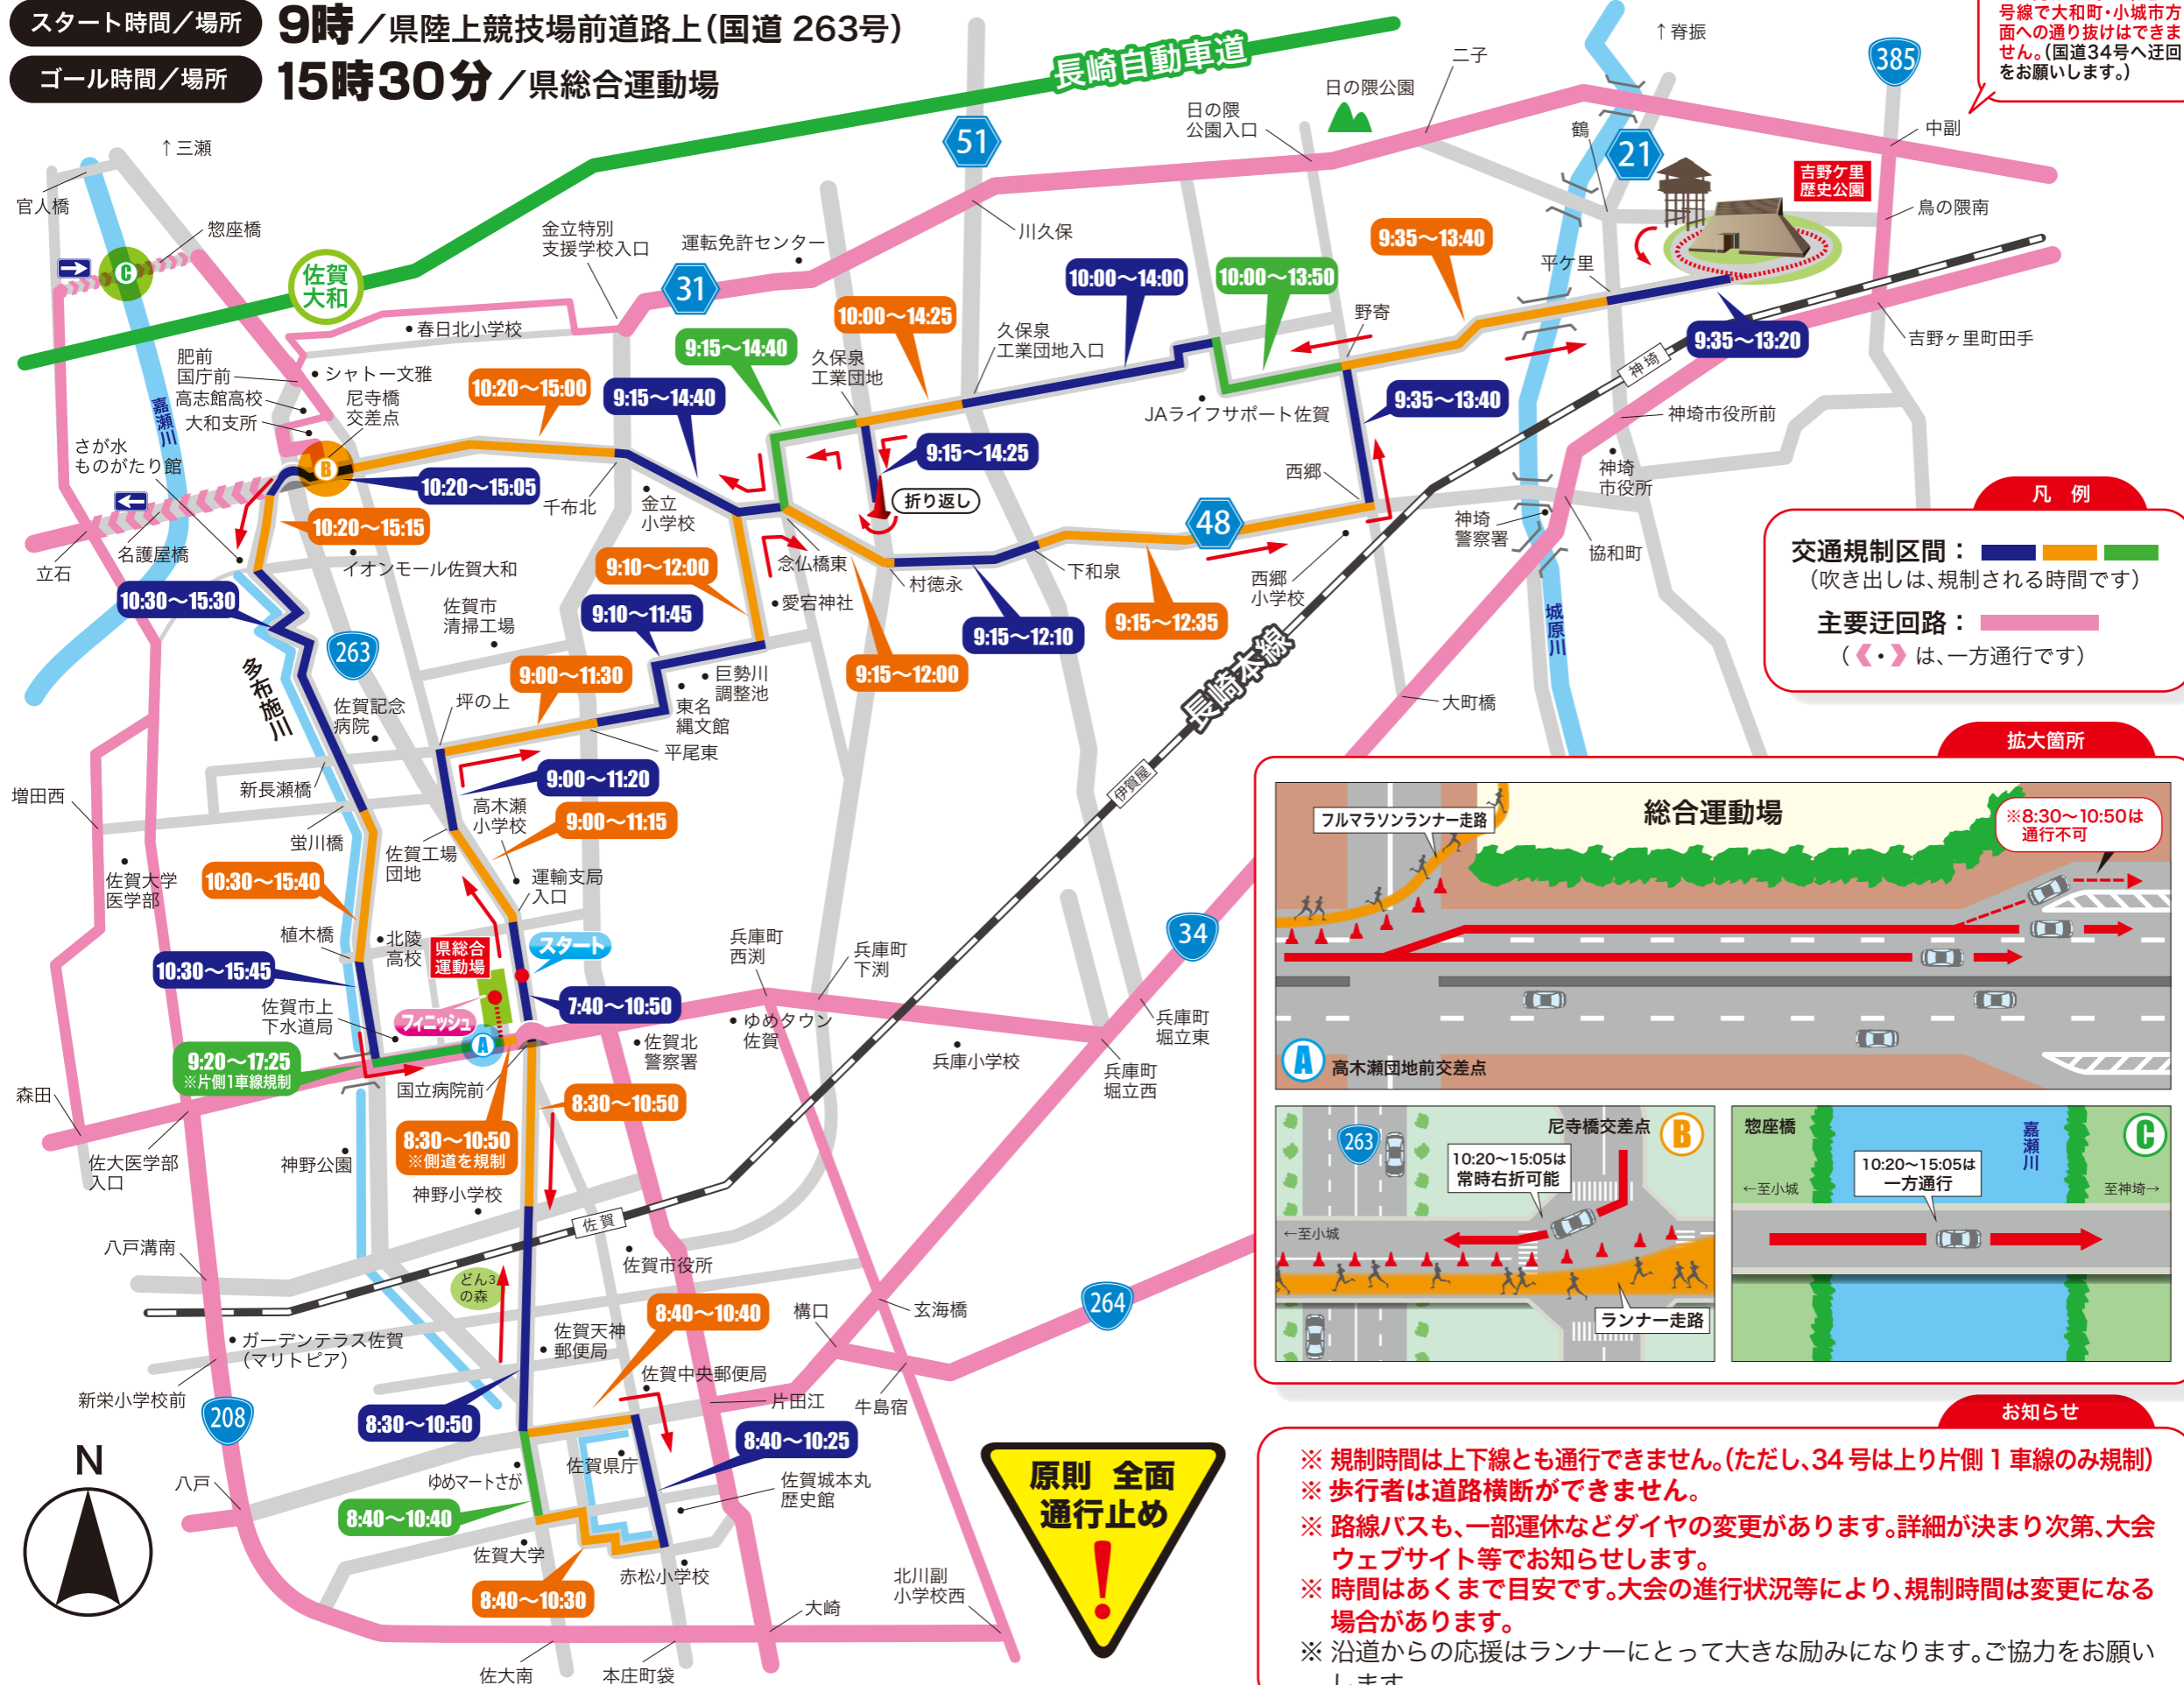 スタート時間／場所 9時／県陸上競技場前道路上(国道 263号)
ゴール時間／場所 15時30分／県総合運動場
号線で大和町・小城市方
面への通り抜けはできま
せん。(国道34号へ迂回
をお願いします。)
長崎自動車道
↑脊振
385
二子
日の隈公園
日の隈
公園入口
51
鶴
21
中副
吉野ケ里
歴史公園
鳥の隈南
↑三瀬
官人橋
惣座橋
C
佐賀
大和
金立特別
支援学校入口
運転免許センター
31
川久保
9:35～13:40
平ケ里
10:00～14:00
10:00～13:50
10:00～14:25
野寄
9:35～13:20
吉野ヶ里町田手
神埼
春日北小学校
肥前
国庁前
シャトー文雅
高志館高校
大和支所
尼寺橋
交差点
嘉瀬川
9:15～14:40
久保泉
工業団地
久保泉
工業団地入口
10:20～15:00
9:15～14:40
JAライフサポート佐賀
9:35～13:40
神埼市役所前
さが水
ものがたり館
B
10:20～15:05
千布北
金立
小学校
9:15～14:25
折り返し
西郷
神埼
市役所
48
神埼
警察署
協和町
立石
名護屋橋
10:20～15:15
イオンモール佐賀大和
9:10～12:00
念仏橋東
愛宕神社
村徳永
下和泉
西郷
小学校
10:30～15:30
佐賀市
清掃工場
9:10～11:45
9:15～12:10
9:15～12:35
城原川
263
多布施川
9:00～11:30
巨勢川
調整池
9:15～12:00
東名
縄文館
長崎本線
大町橋
佐賀記念
病院
坪の上
平尾東
新長瀬橋
9:00～11:20
伊賀屋
増田西
高木瀬
小学校
9:00～11:15
蛍川橋
佐賀工場
団地
佐賀大学
医学部
10:30～15:40
運輸支局
入口
植木橋
北陵
高校
県総合
運動場
スタート
兵庫町
西渕
兵庫町
下渕
34
10:30～15:45
佐賀市上
下水道局
フィニッシュ
A
7:40～10:50
ゆめタウン
佐賀
兵庫町
堀立東
9:20～17:25
※片側1車線規制
国立病院前
佐賀北
警察署
兵庫小学校
兵庫町
堀立西
森田
8:30～10:50
8:30～10:50
※側道を規制
佐大医学部
入口
神野公園
神野小学校
佐賀
八戸溝南
佐賀市役所
どん3
の森
8:40～10:40
構口
玄海橋
264
ガーデンテラス佐賀
(マリトピア)
佐賀天神
郵便局
佐賀中央郵便局
片田江
牛島宿
新栄小学校前
208
8:30～10:50
8:40～10:25
N
ゆめマートさが
佐賀県庁
佐賀城本丸
歴史館
八戸
8:40～10:40
佐賀大学
赤松小学校
8:40～10:30
北川副
小学校西
大崎
佐大南
本庄町袋
原則 全面
通行止め
！
凡 例
交通規制区間：
(吹き出しは、規制される時間です)
主要迂回路：
(《・》は、一方通行です)
拡大箇所
フルマラソンランナー走路
総合運動場
※8:30～10:50は
通行不可
A 高木瀬団地前交差点
263
尼寺橋交差点 B
10:20～15:05は
常時右折可能
←至小城
ランナー走路
惣座橋
嘉瀬川
C
10:20～15:05は
一方通行
←至小城
至神埼→
お知らせ
※ 規制時間は上下線とも通行できません。(ただし、34 号は上り片側 1 車線のみ規制)
※ 歩行者は道路横断ができません。
※ 路線バスも、一部運休などダイヤの変更があります。詳細が決まり次第、大会
ウェブサイト等でお知らせします。
※ 時間はあくまで目安です。大会の進行状況等により、規制時間は変更になる
場合があります。
※ 沿道からの応援はランナーにとって大きな励みになります。ご協力をお願い
します